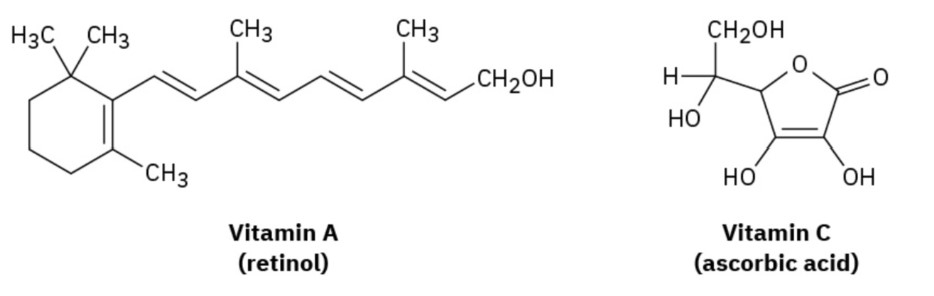 H₃C CH₃ CH₃ CH₃ CH₂OH
CH₃
Vitamin A
(retinol)
CH₂OH
H O O
HO
HO OH
Vitamin C
(ascorbic acid)